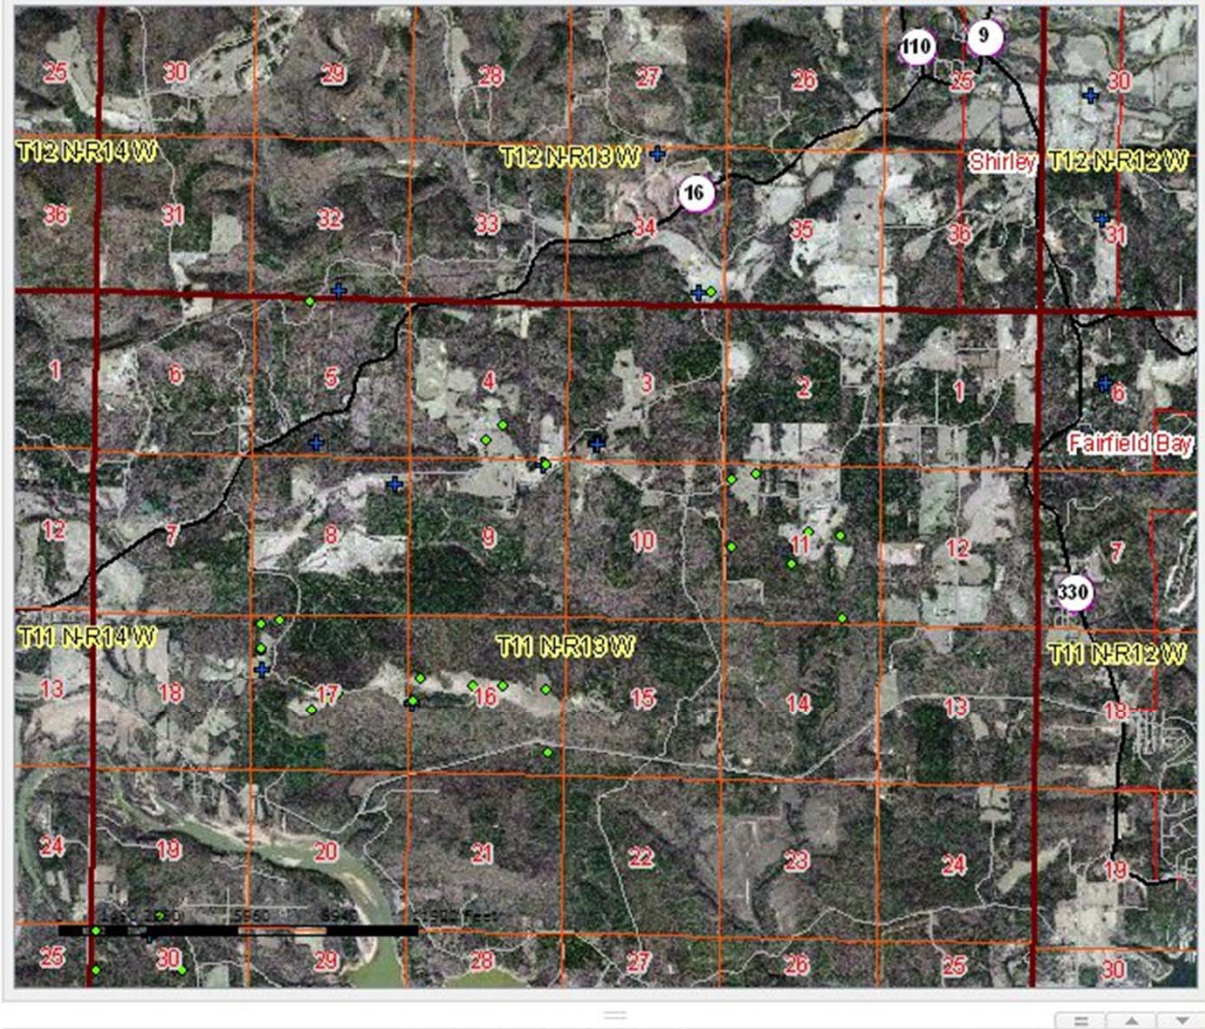 110 9
25 30 29 28 27 26 25 30
T12 N-R14 W T12 N-R13 W Shirley T12 N-R12 W
16
36 31 32 33 34 35 36 31
1 6 5 4 3 2 1 6
Fairfield Bay
12 7 8 9 10 11 12 7
330
T11 N-R14 W T11 N-R13 W T11 N-R12 W
13 18 17 16 15 14 13 18
24 19 20 21 22 23 24 19
5960 8940
25 30 29 28 27 26 25 30